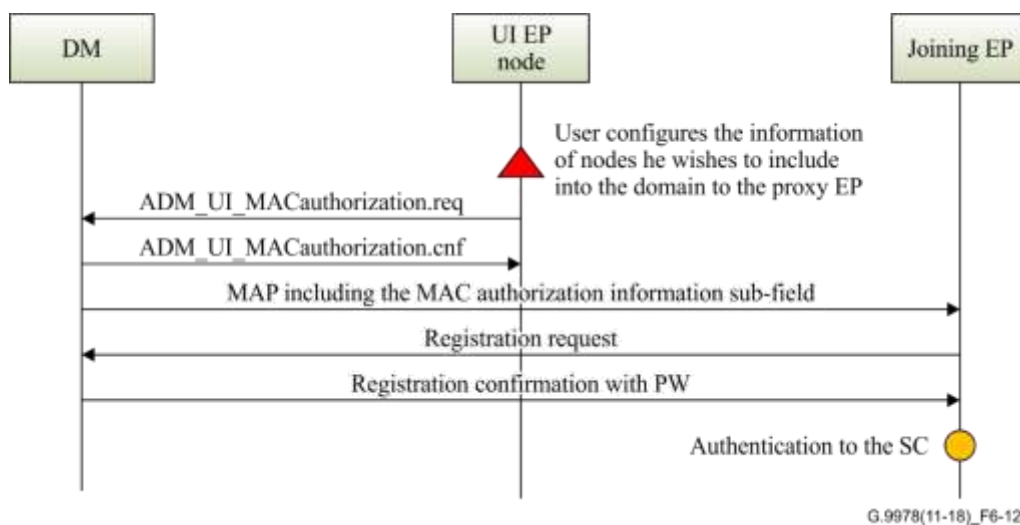 DM
UI EP
node
Joining EP
User configures the information
of nodes he wishes to include
into the domain to the proxy EP
ADM_UI_MACauthorization.req
ADM_UI_MACauthorization.cnf
MAP including the MAC authorization information sub-field
Registration request
Registration confirmation with PW
Authentication to the SC
G.9978(11-18)_F6-12